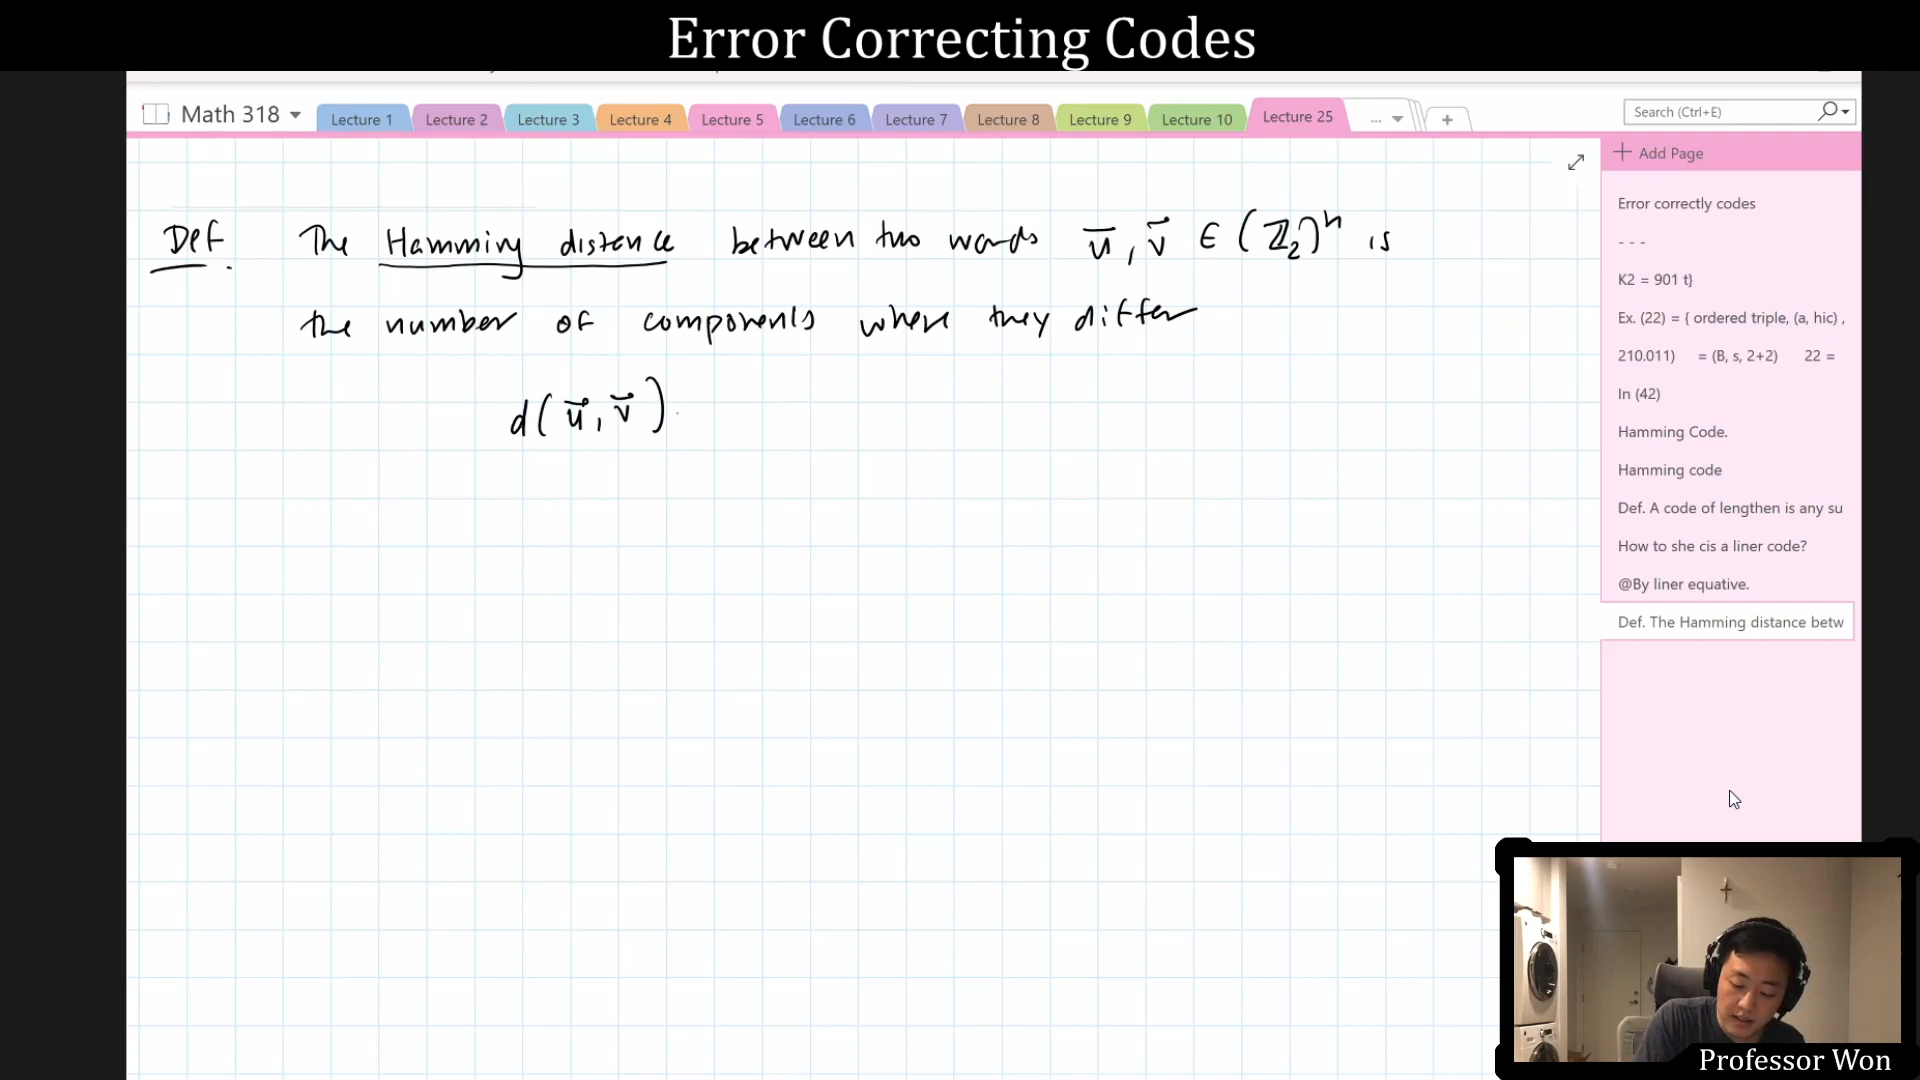 Error Correcting Codes
Math 318
Lecture 1
Lecture 2
Lecture 3
Lecture 4
Lecture 5
Lecture 6
Lecture 7
Lecture 8
Lecture 9
Lecture 10
Lecture 25
...
+
Search (Ctrl+E)
Add Page
Def. The Hamming distance between two words u̅, v̅ ∈ (ℤ₂)ⁿ is
the number of components where they differ
d(u̅, v̅)
Error correctly codes
- - -
K2 = 901 t}
Ex. (22) = { ordered triple, (a, hic) ,
210.011) = (B, s, 2+2) 22 =
In (42)
Hamming Code.
Hamming code
Def. A code of lengthen is any su
How to she cis a liner code?
@By liner equative.
Def. The Hamming distance betw
Professor Won